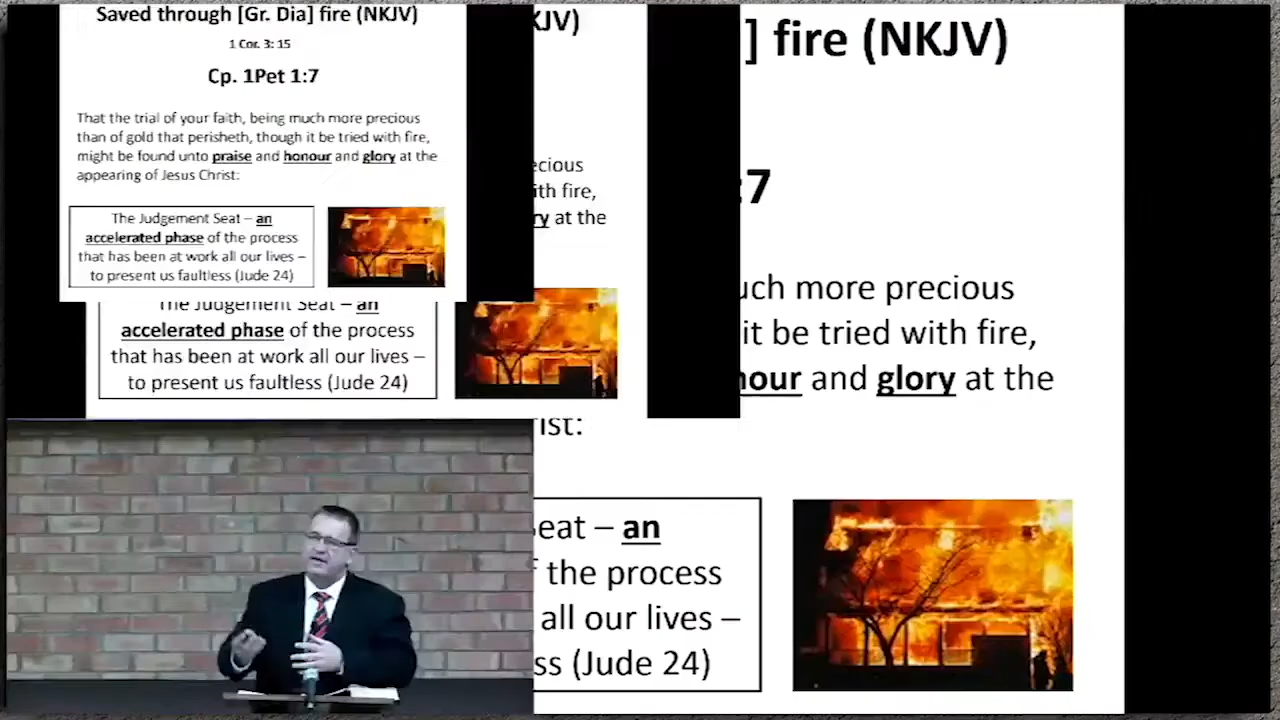 Saved through [Gr. Dia] fire (NKJV)
1 Cor. 3: 15
Cp. 1Pet 1:7
That the trial of your faith, being much more precious
than of gold that perisheth, though it be tried with fire,
might be found unto praise and honour and glory at the
appearing of Jesus Christ:
The Judgement Seat – an
accelerated phase of the process
that has been at work all our lives –
to present us faultless (Jude 24)
KJV)
ecious
ith fire,
ry at the
ist:
The Judgement Seat – an
accelerated phase of the process
that has been at work all our lives –
to present us faultless (Jude 24)
] fire (NKJV)
:7
uch more precious
it be tried with fire,
nour and glory at the
Seat – an
f the process
all our lives –
ss (Jude 24)